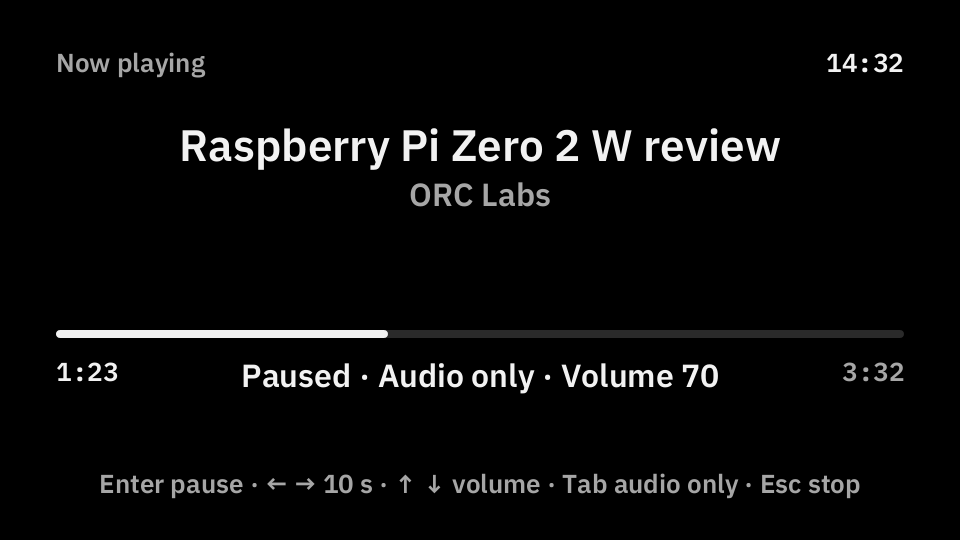 Now playing
14:32
Raspberry Pi Zero 2 W review
ORC Labs
1:23
Paused · Audio only · Volume 70
3:32
Enter pause · ← → 10 s · ↑ ↓ volume · Tab audio only · Esc stop